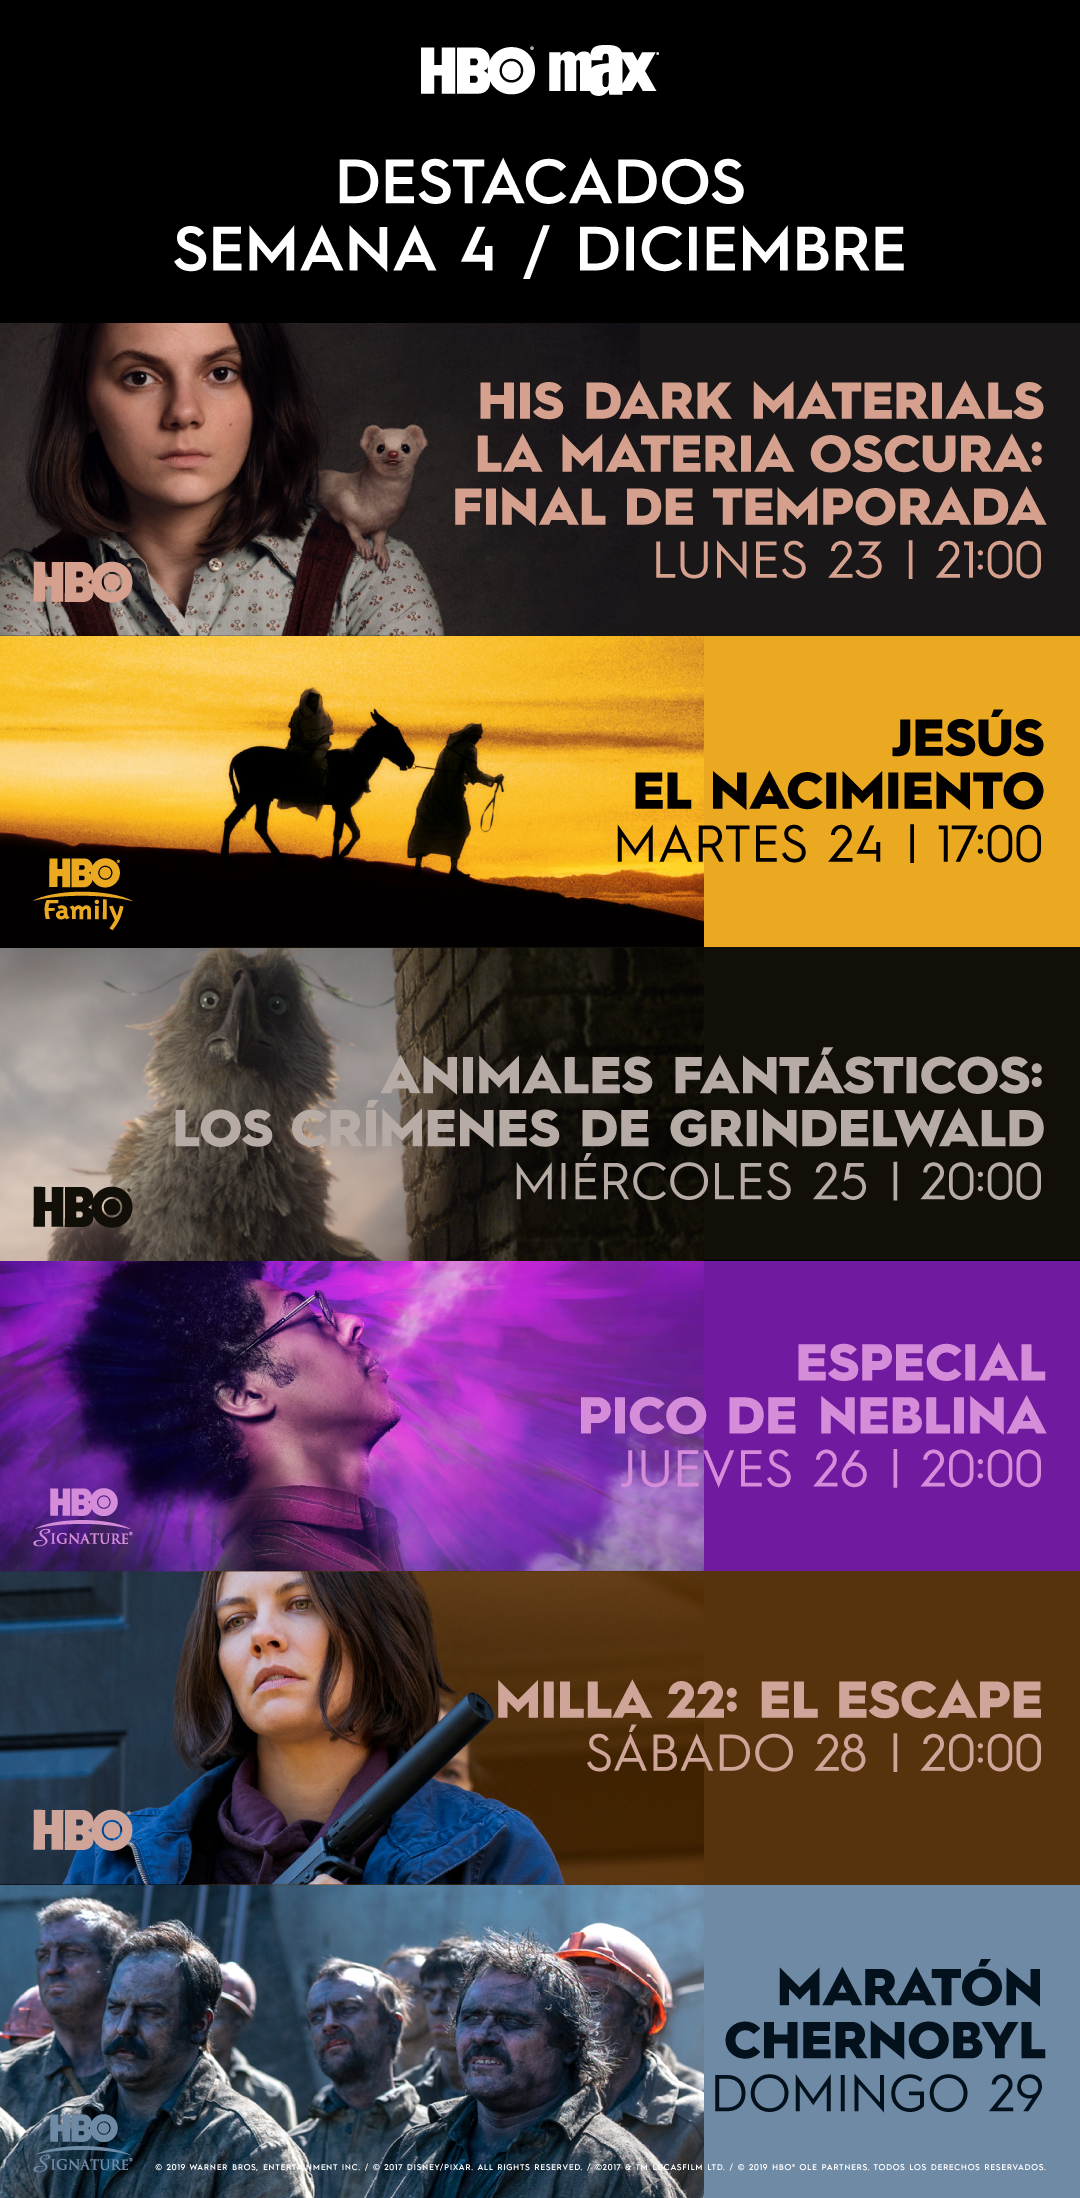 HBO max
DESTACADOS
SEMANA 4 / DICIEMBRE
HIS DARK MATERIALS
LA MATERIA OSCURA:
FINAL DE TEMPORADA
LUNES 23 | 21:00
HBO
JESÚS
EL NACIMIENTO
MARTES 24 | 17:00
HBO
Family
ANIMALES FANTÁSTICOS:
LOS CRÍMENES DE GRINDELWALD
MIÉRCOLES 25 | 20:00
HBO
ESPECIAL
PICO DE NEBLINA
JUEVES 26 | 20:00
HBO
SIGNATURE
MILLA 22: EL ESCAPE
SÁBADO 28 | 20:00
HBO
MARATÓN
CHERNOBYL
DOMINGO 29
HBO
SIGNATURE
© 2019 WARNER BROS, ENTERTAINMENT INC. / © 2017 DISNEY/PIXAR. ALL RIGHTS RESERVED. / ©2017 & TM LUCASFILM LTD. / © 2019 HBO® OLE PARTNERS. TODOS LOS DERECHOS RESERVADOS.